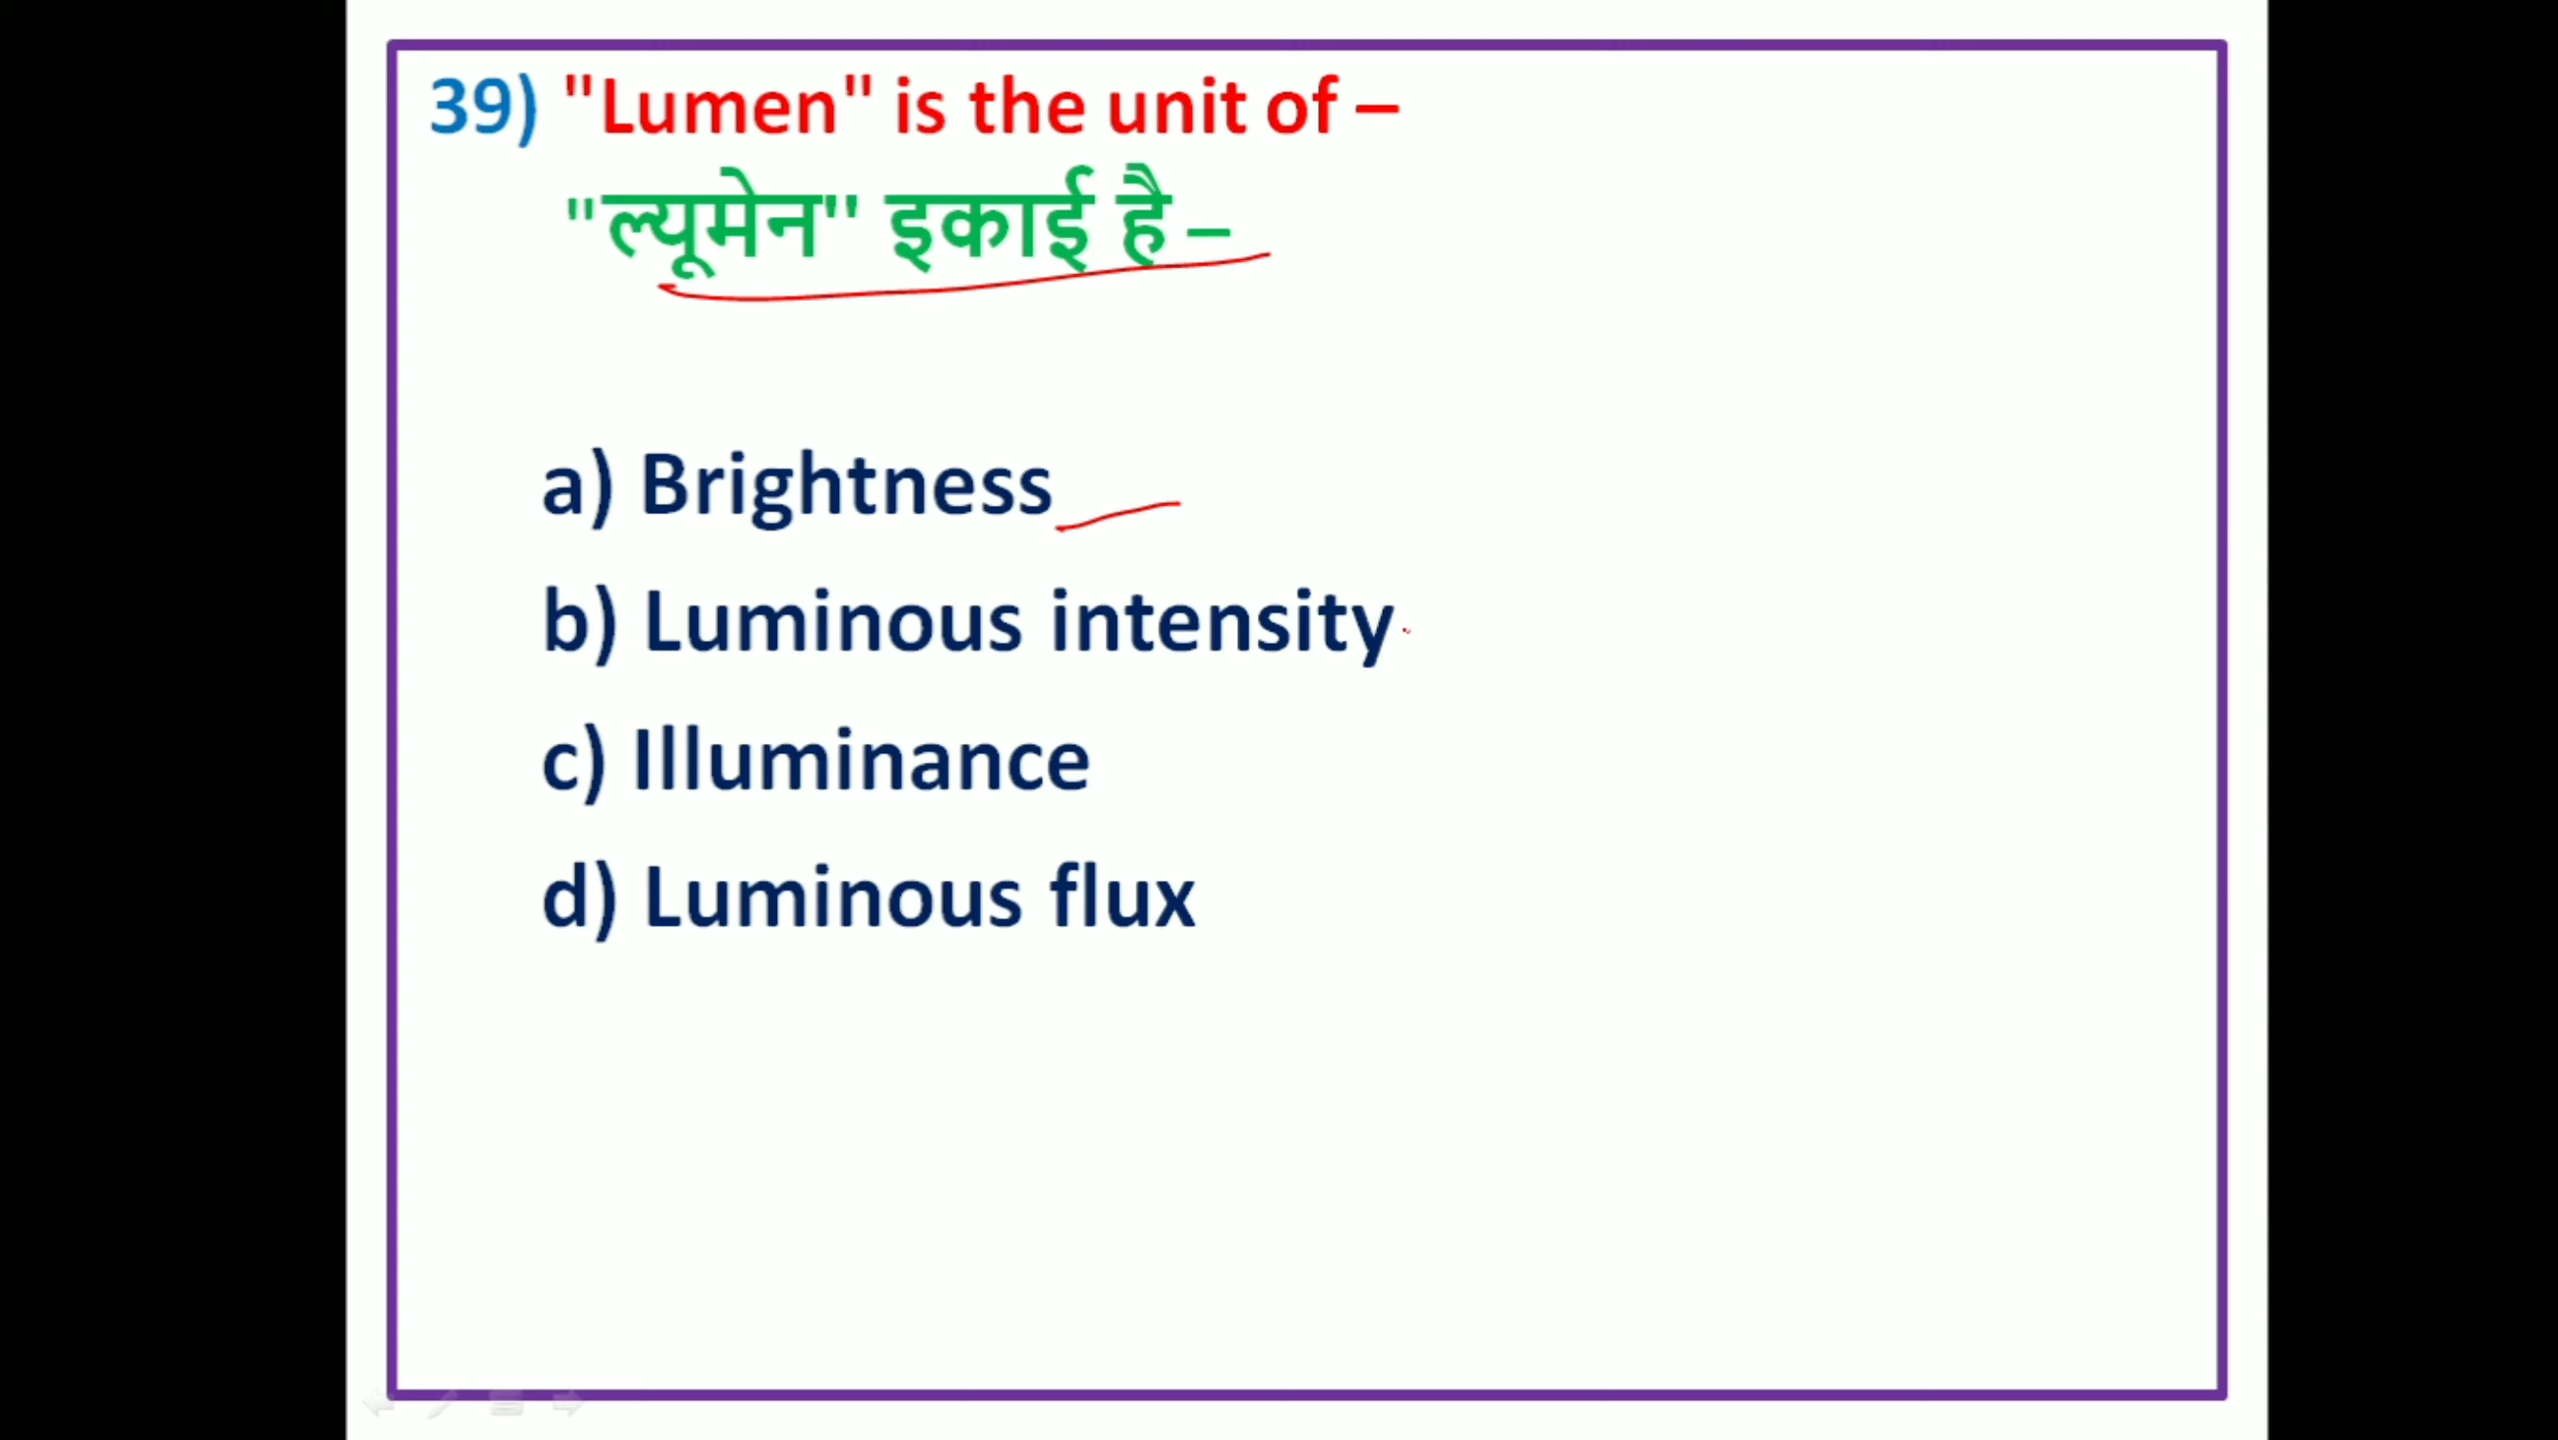 39) "Lumen" is the unit of –
"ल्यूमेन" इकाई है –
a) Brightness
b) Luminous intensity
c) Illuminance
d) Luminous flux